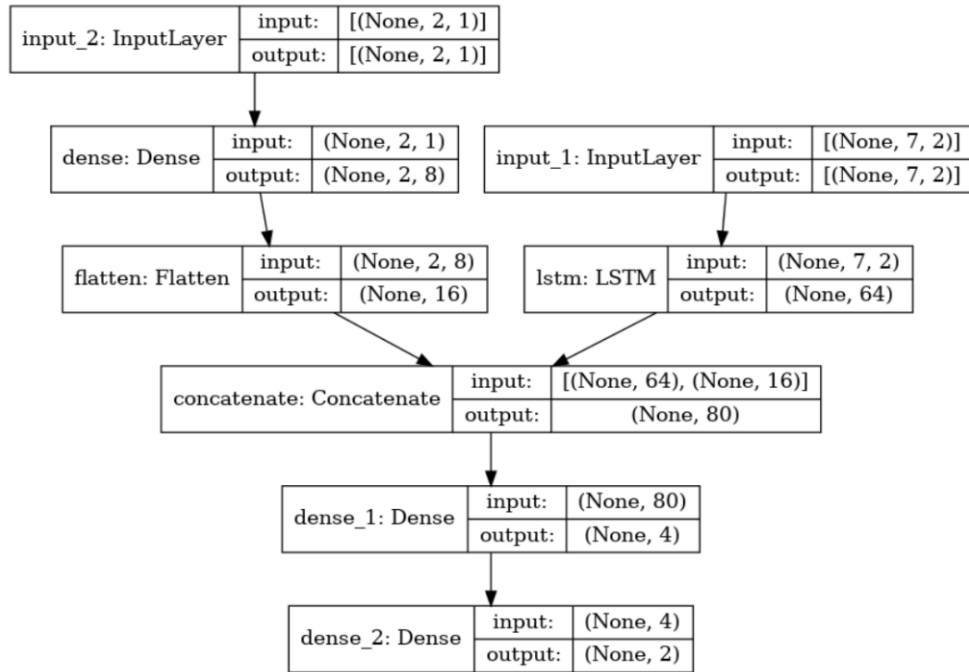 input_2: InputLayer
input: [(None, 2, 1)]
output: [(None, 2, 1)]
dense: Dense
input: (None, 2, 1)
output: (None, 2, 8)
input_1: InputLayer
input: [(None, 7, 2)]
output: [(None, 7, 2)]
flatten: Flatten
input: (None, 2, 8)
output: (None, 16)
lstm: LSTM
input: (None, 7, 2)
output: (None, 64)
concatenate: Concatenate
input: [(None, 64), (None, 16)]
output: (None, 80)
dense_1: Dense
input: (None, 80)
output: (None, 4)
dense_2: Dense
input: (None, 4)
output: (None, 2)